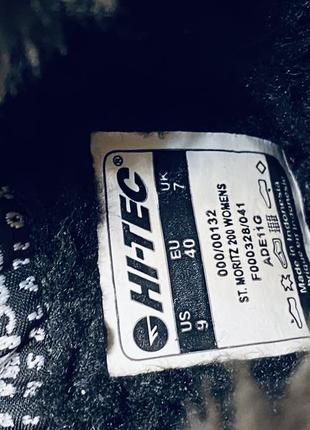 HI-TEC®
UK EU US
7 40 9
000/00132
ST. MORITZ 200 WOMENS
F000328/041
ADE11G
Made in